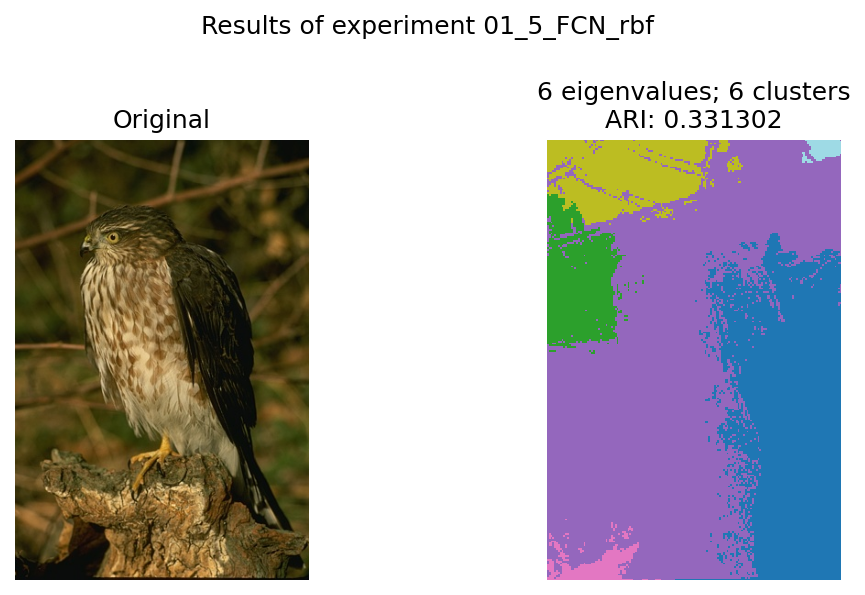 Results of experiment 01_5_FCN_rbf
Original
6 eigenvalues; 6 clusters
ARI: 0.331302